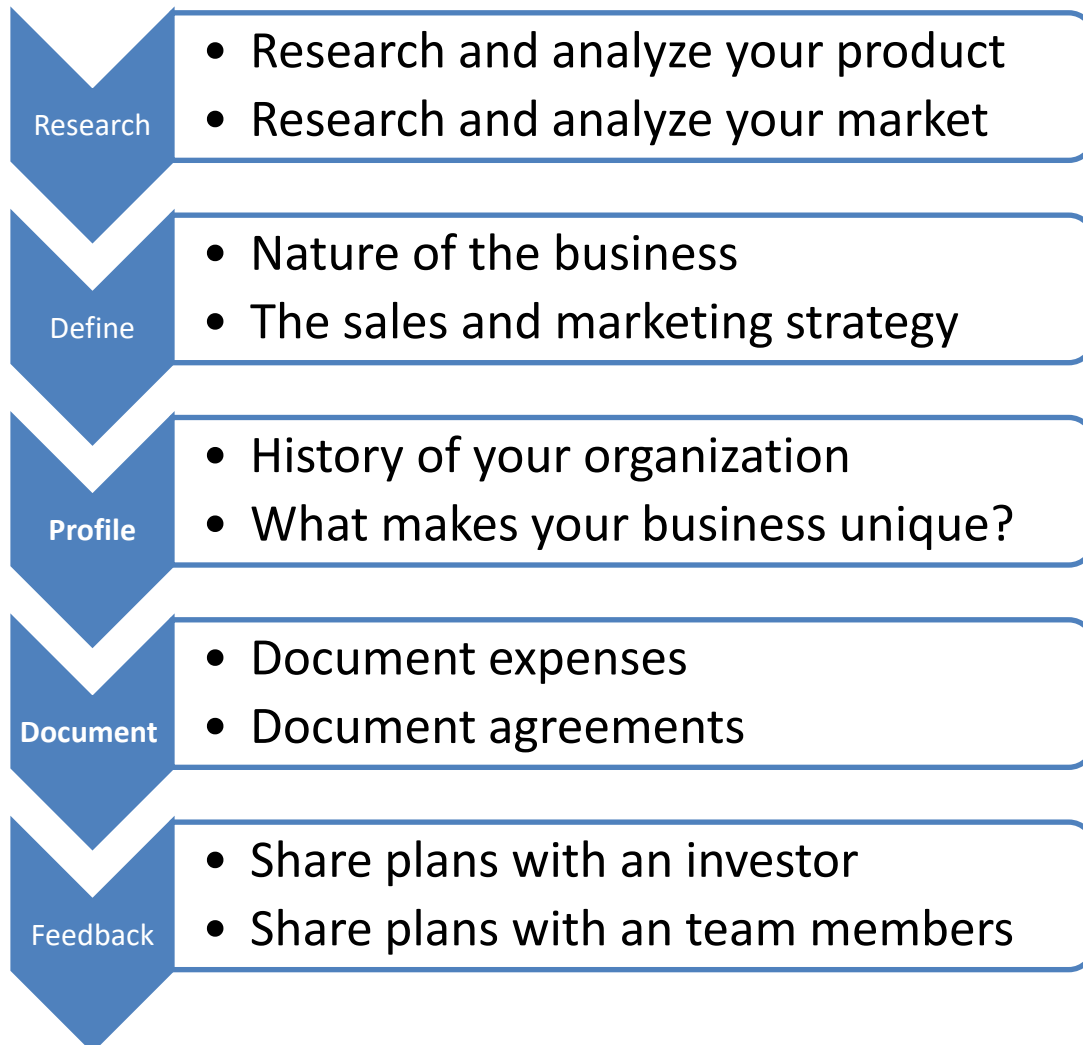 Research
• Research and analyze your product
• Research and analyze your market
Define
• Nature of the business
• The sales and marketing strategy
Profile
• History of your organization
• What makes your business unique?
Document
• Document expenses
• Document agreements
Feedback
• Share plans with an investor
• Share plans with an team members